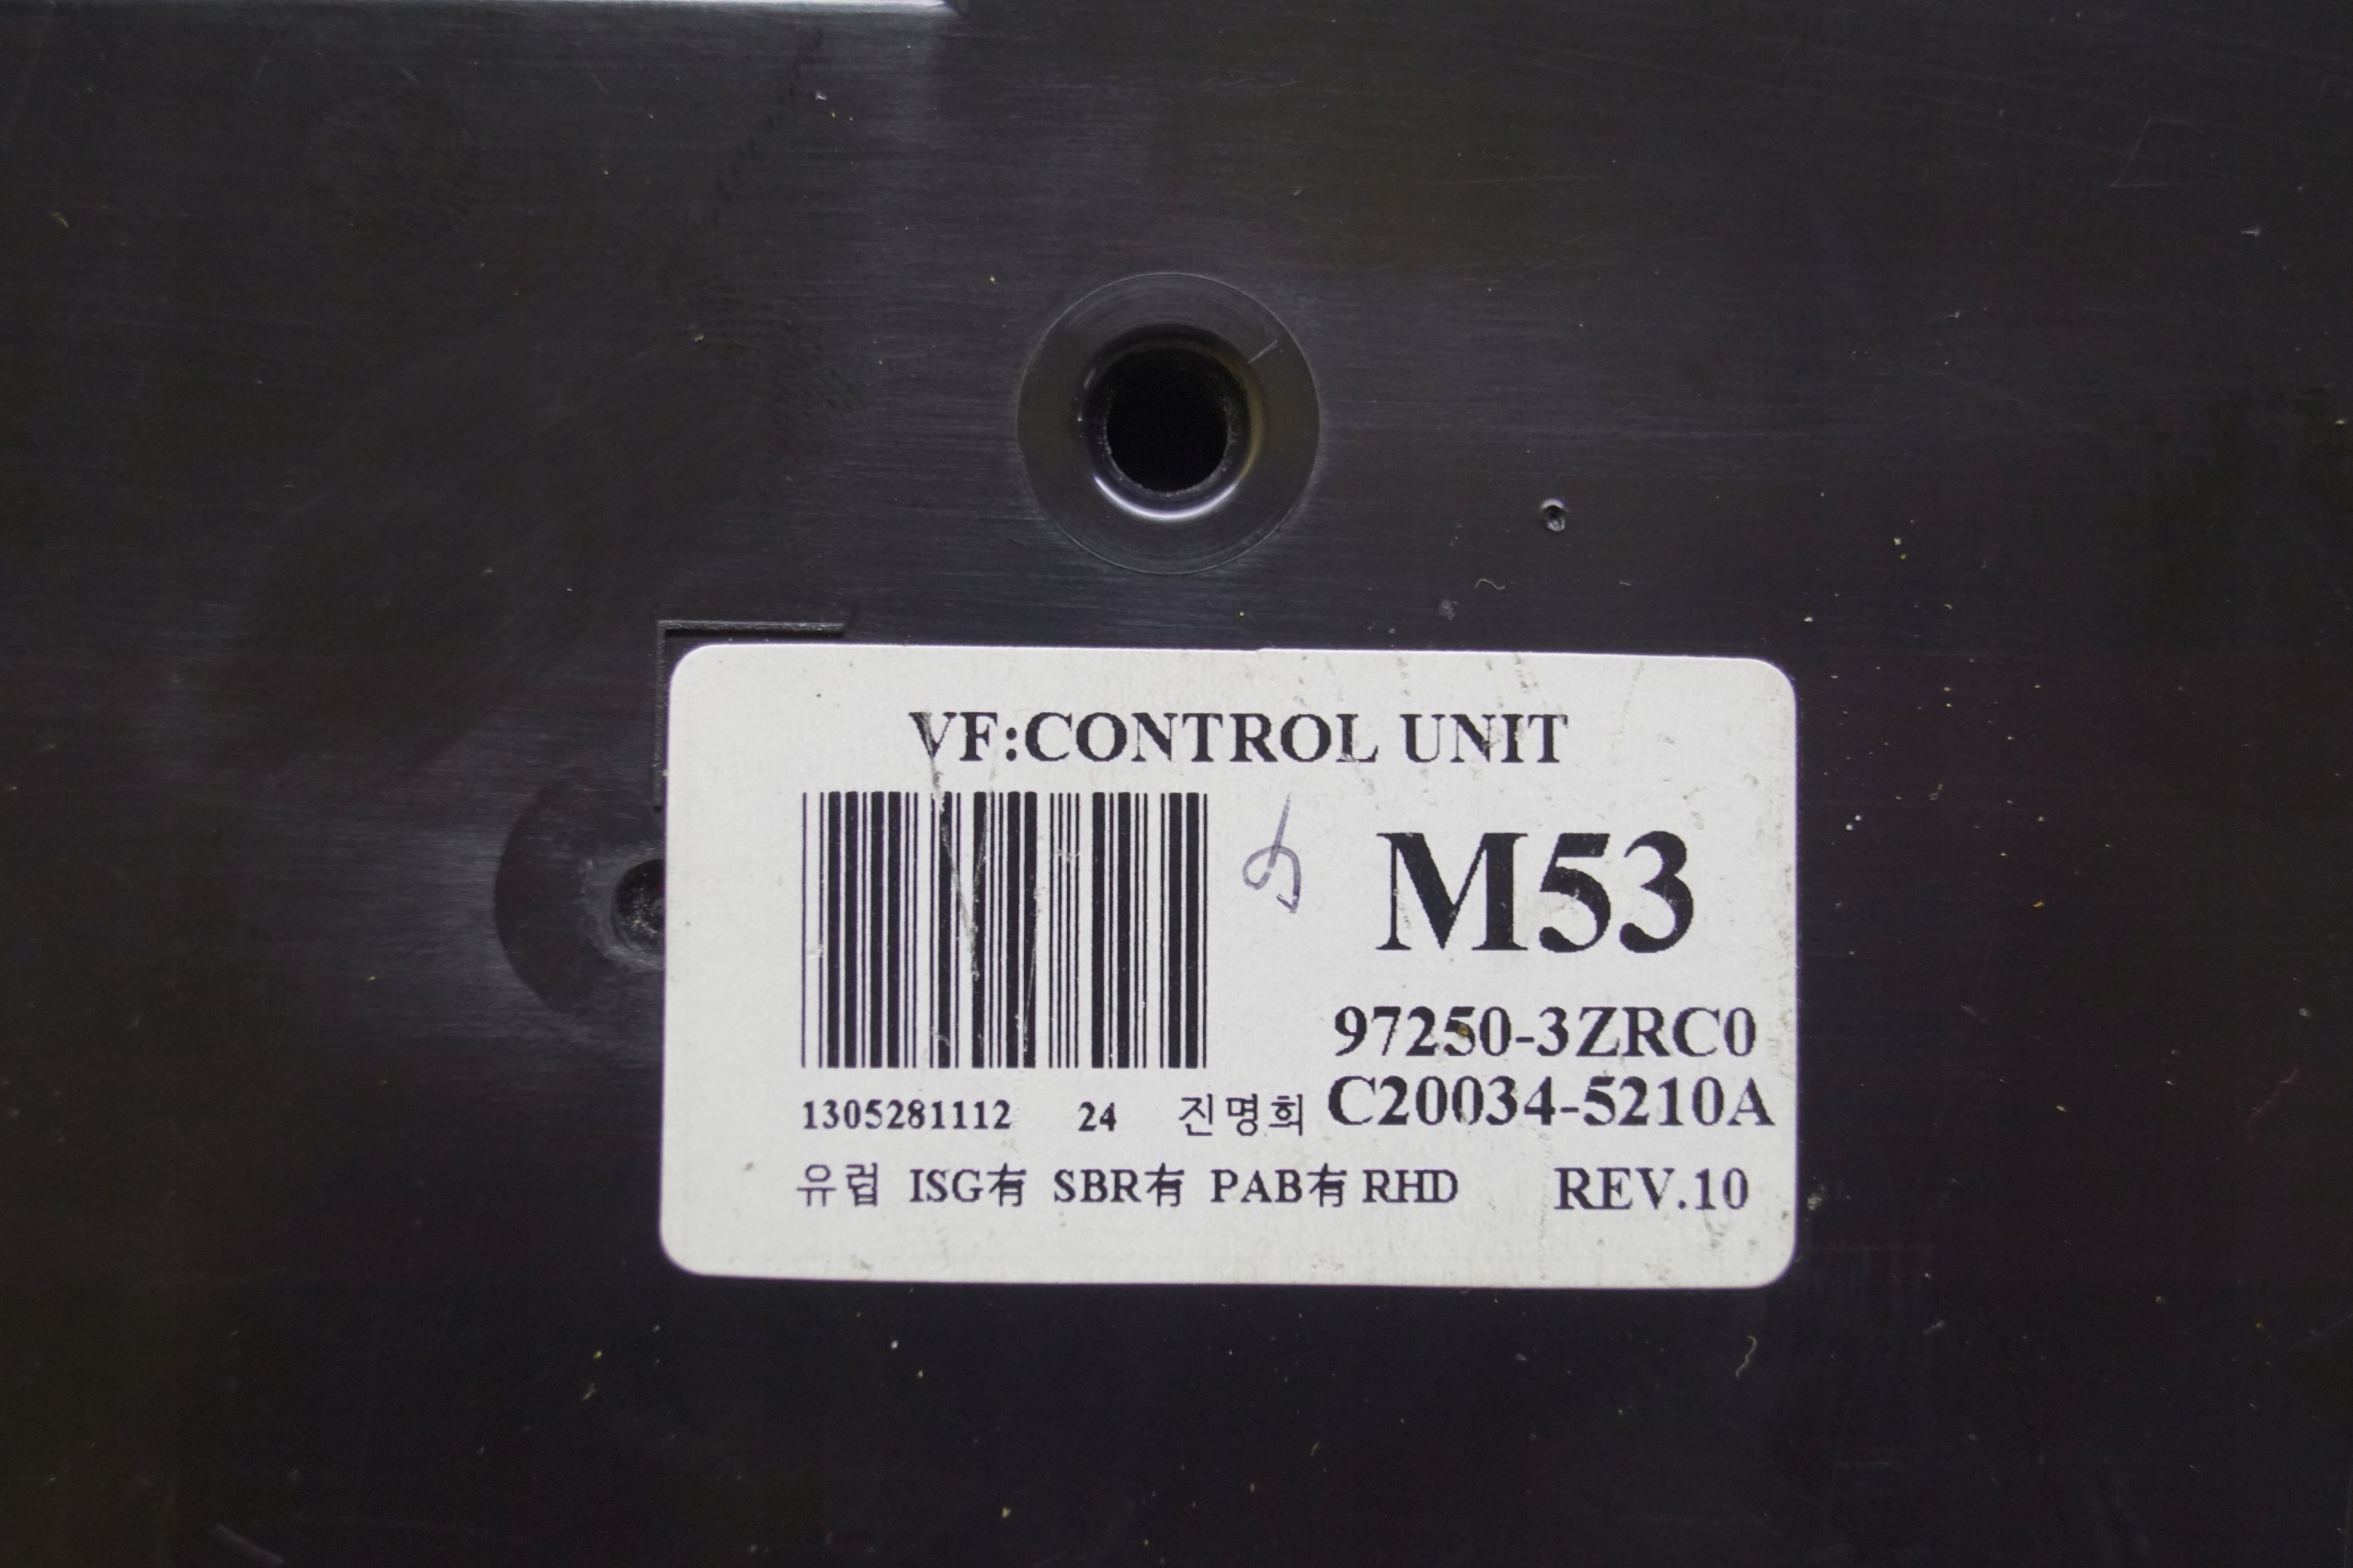 VF:CONTROL UNIT
M53
97250-3ZRC0
1305281112 24 진명희 C20034-5210A
유럽 ISG有 SBR有 PAB有 RHD REV.10